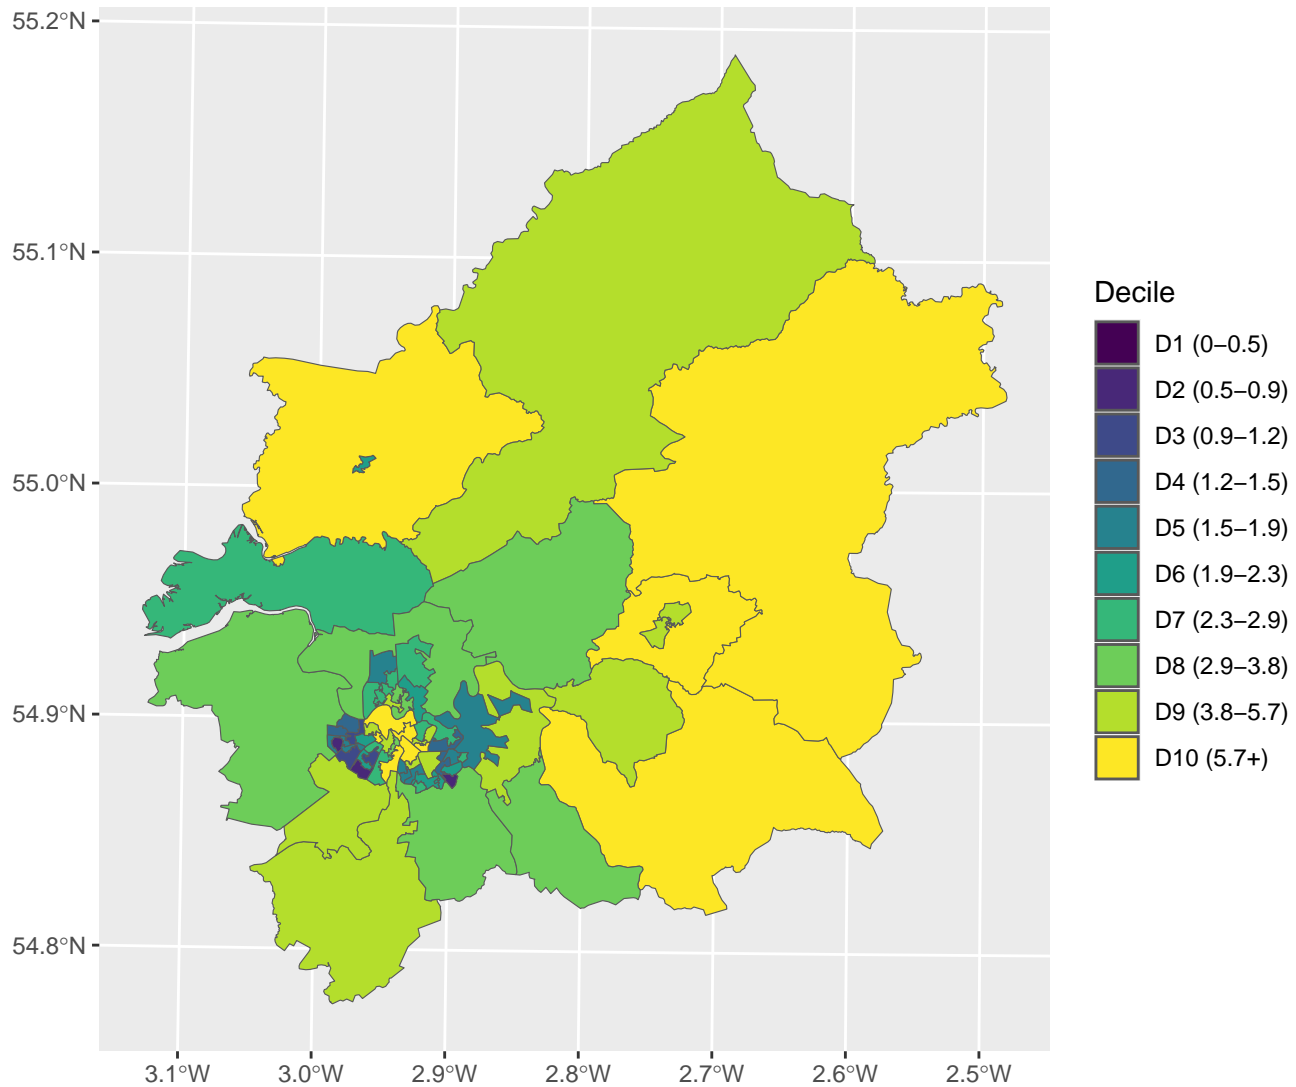 55.2°N
55.1°N
55.0°N
54.9°N
54.8°N
3.1°W 3.0°W 2.9°W 2.8°W 2.7°W 2.6°W 2.5°W
Decile
D1 (0−0.5)
D2 (0.5−0.9)
D3 (0.9−1.2)
D4 (1.2−1.5)
D5 (1.5−1.9)
D6 (1.9−2.3)
D7 (2.3−2.9)
D8 (2.9−3.8)
D9 (3.8−5.7)
D10 (5.7+)